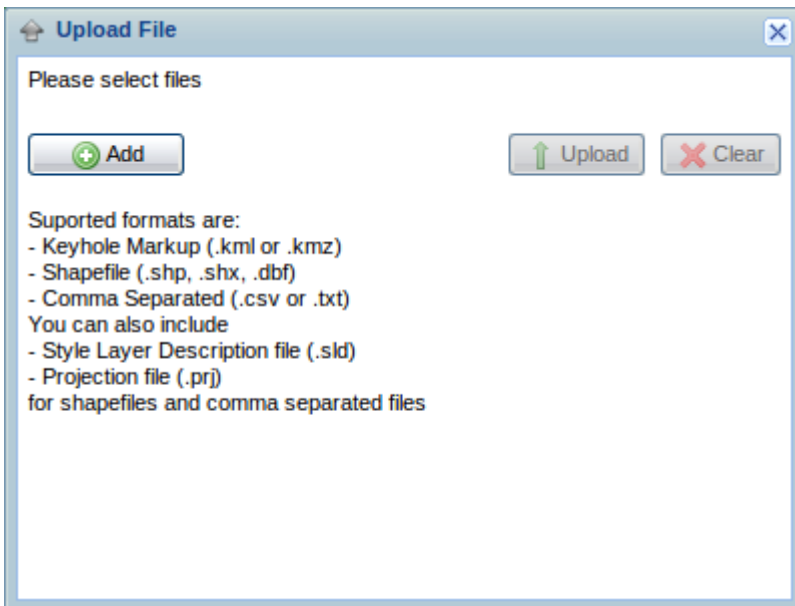 Upload File
Please select files
Add
Upload
Clear
Suported formats are:
- Keyhole Markup (.kml or .kmz)
- Shapefile (.shp, .shx, .dbf)
- Comma Separated (.csv or .txt)
You can also include
- Style Layer Description file (.sld)
- Projection file (.prj)
for shapefiles and comma separated files